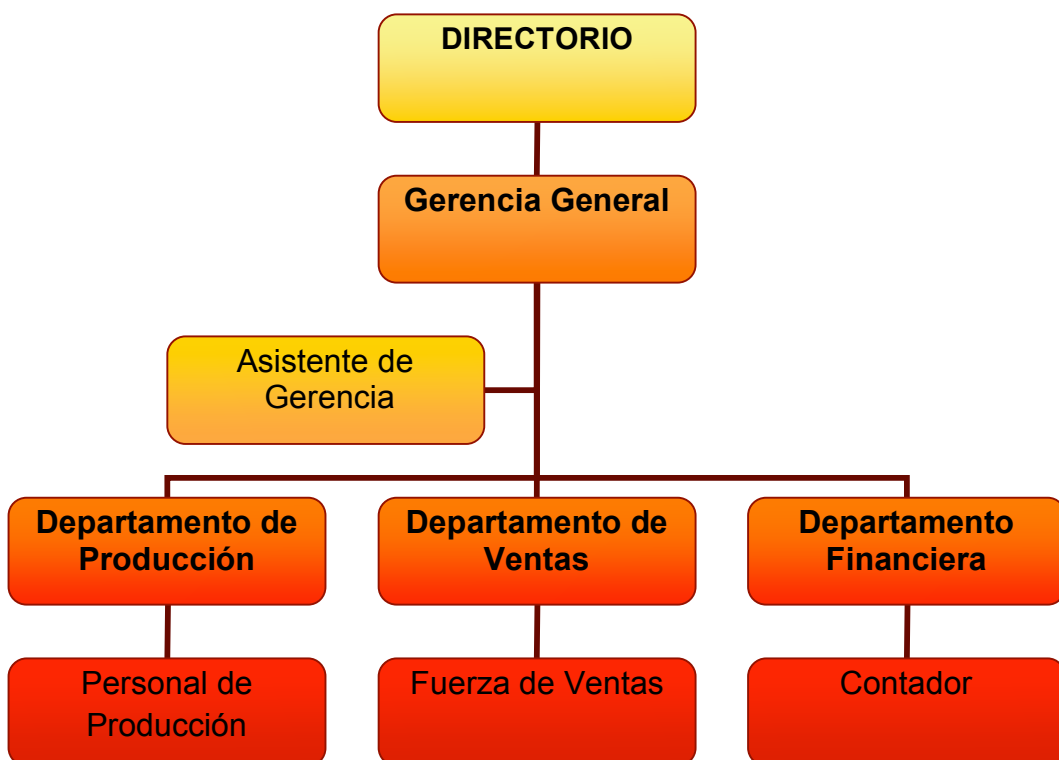 DIRECTORIO
Gerencia General
Asistente de
Gerencia
Departamento de
Producción
Departamento de
Ventas
Departamento
Financiera
Personal de
Producción
Fuerza de Ventas
Contador